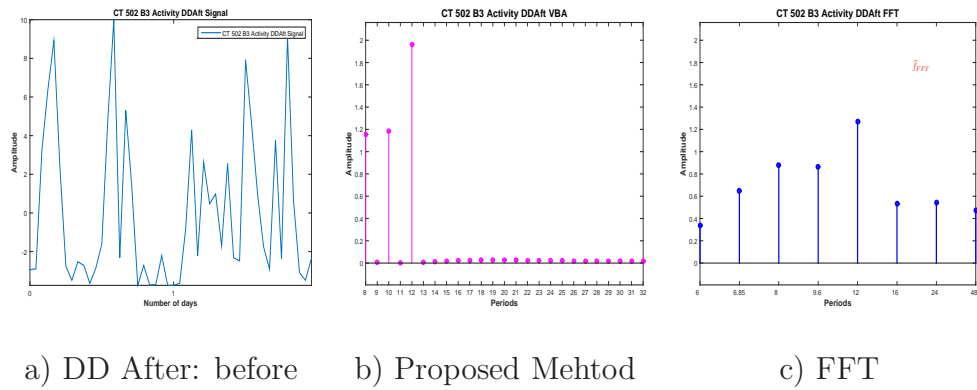 CT 502 B3 Activity DDAft Signal
CT 502 B3 Activity DDAft Signal
10
8
6
4
2
0
-2
Amplitude
0
1
Number of days
CT 502 B3 Activity DDAft VBA
2
1.8
1.6
1.4
1.2
1
0.8
0.6
0.4
0.2
0
Amplitude
8 9 10 11 12 13 14 15 16 17 18 19 20 21 22 23 24 25 26 27 28 29 30 31 32
Periods
CT 502 B3 Activity DDAft FFT
f̂FFT
2
1.8
1.6
1.4
1.2
1
0.8
0.6
0.4
0.2
0
Amplitude
6 6.85 8 9.6 12 16 24 48
Periods
a) DD After: before b) Proposed Mehtod c) FFT